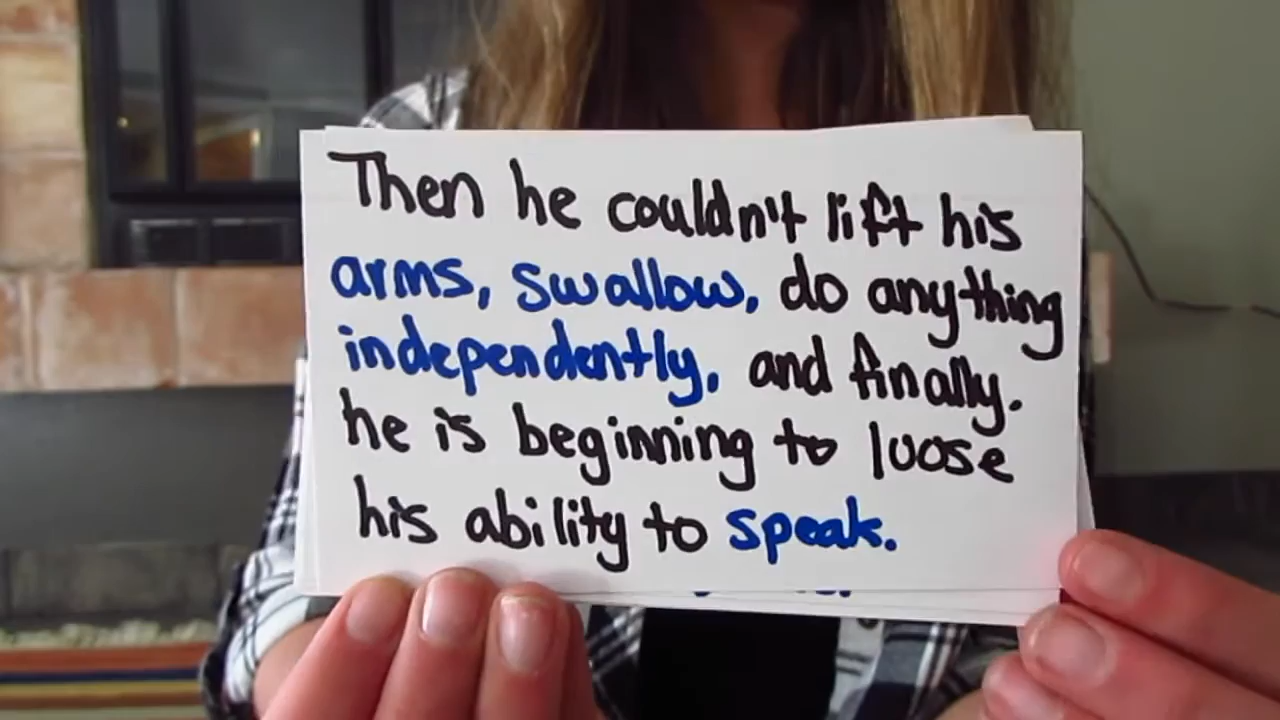 Then he couldn't lift his
arms, swallow, do anything
independently, and finally.
he is beginning to loose
his ability to speak.